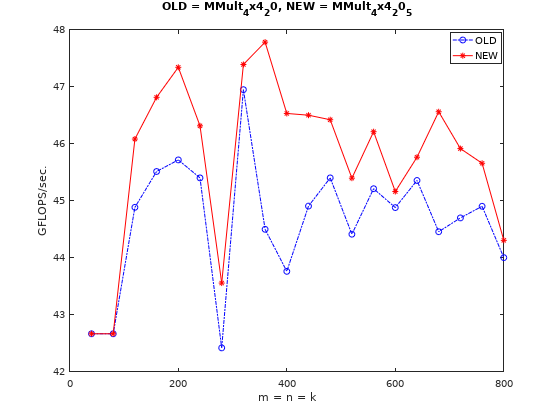 OLD = MMult₄x4₂0, NEW = MMult₄x4₂0₅
48
47
46
45
44
43
42
GFLOPS/sec.
OLD
NEW
0 200 400 600 800
m = n = k